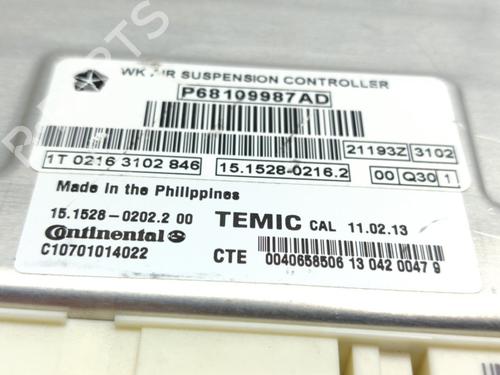 WK AIR SUSPENSION CONTROLLER
P68109987AD
21193Z 3102
1T 0216 3102 846 15.1528-0216.2 00 Q30 1
Made in the Philippines
15.1528-0202.2 00 TEMIC CAL 11.02.13
Continental
C10701014022 CTE 0040658506 13 042 0047 9